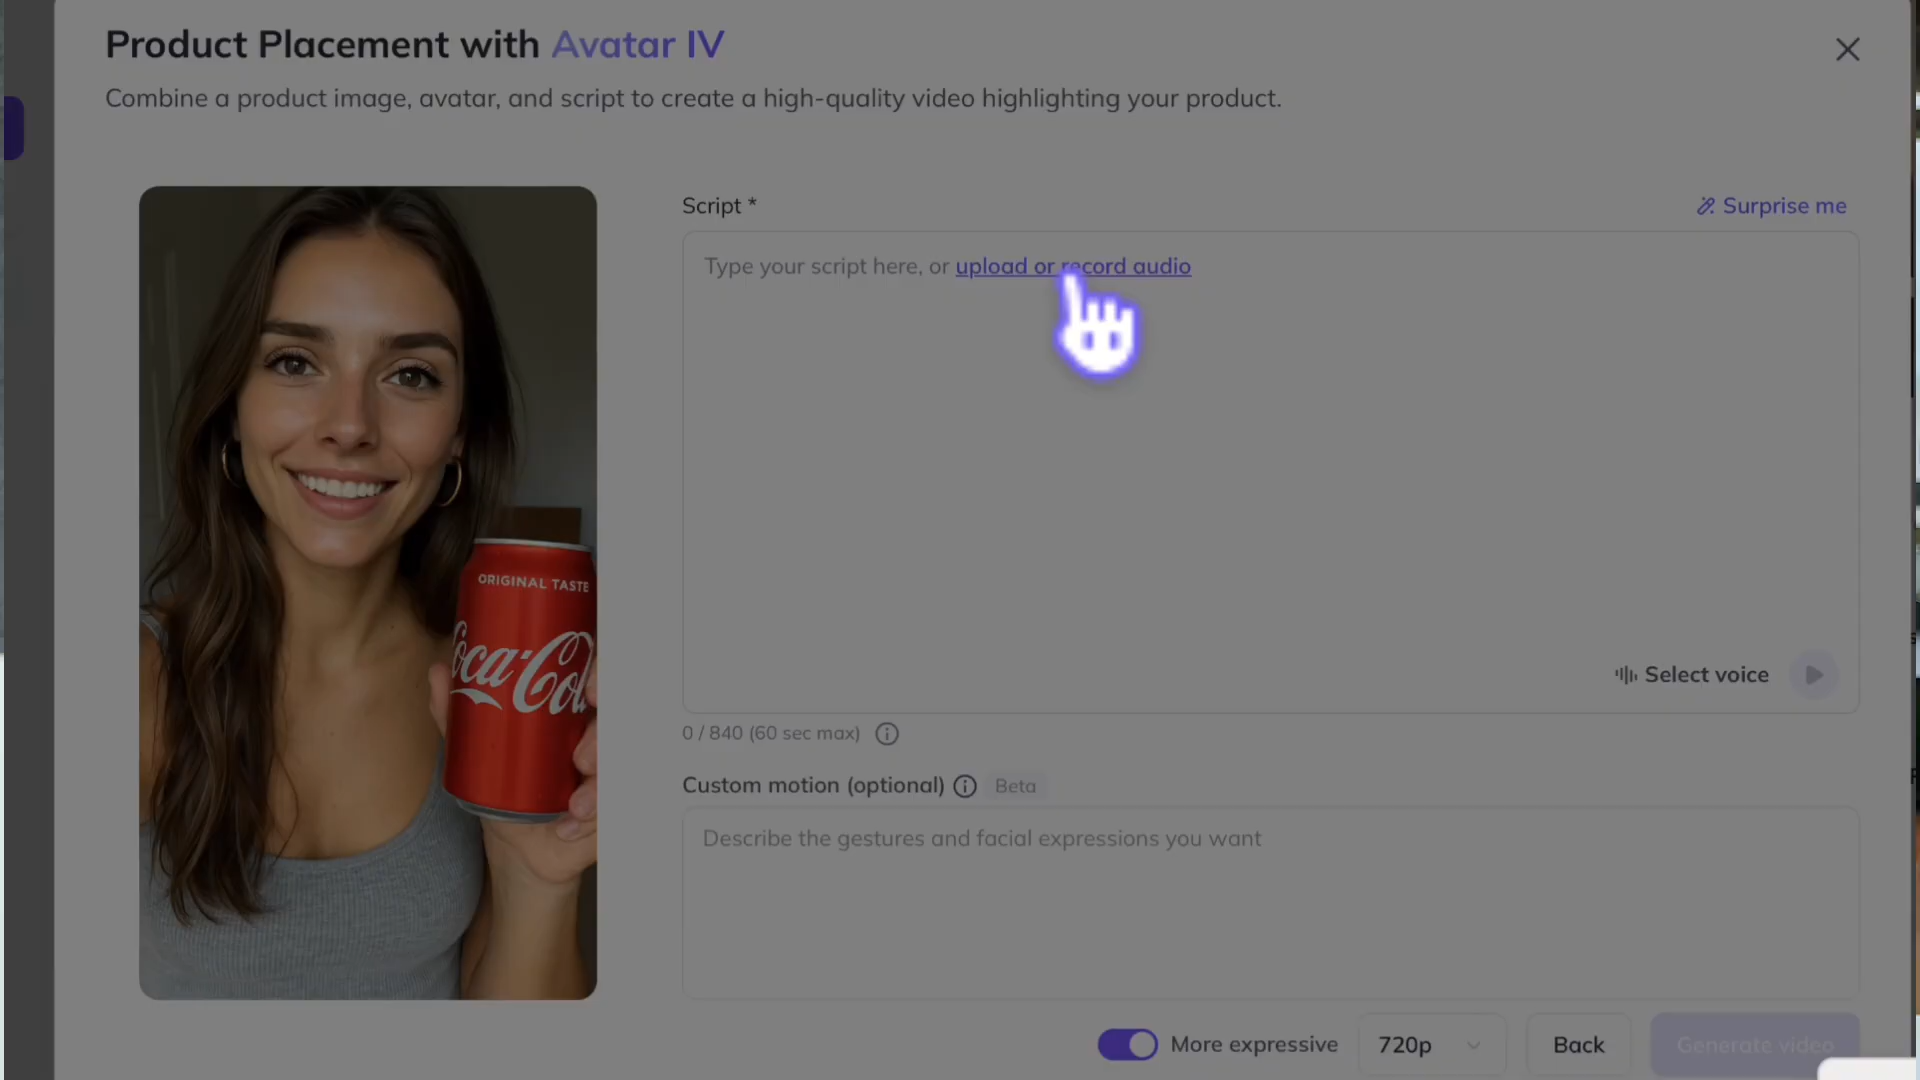 Product Placement with Avatar IV
Combine a product image, avatar, and script to create a high-quality video highlighting your product.
Script *
Surprise me
Type your script here, or upload or record audio
ORIGINAL TASTE
Coca-Col
Select voice
0 / 840 (60 sec max)
Custom motion (optional)
Beta
Describe the gestures and facial expressions you want
More expressive
720p
Back
Generate video